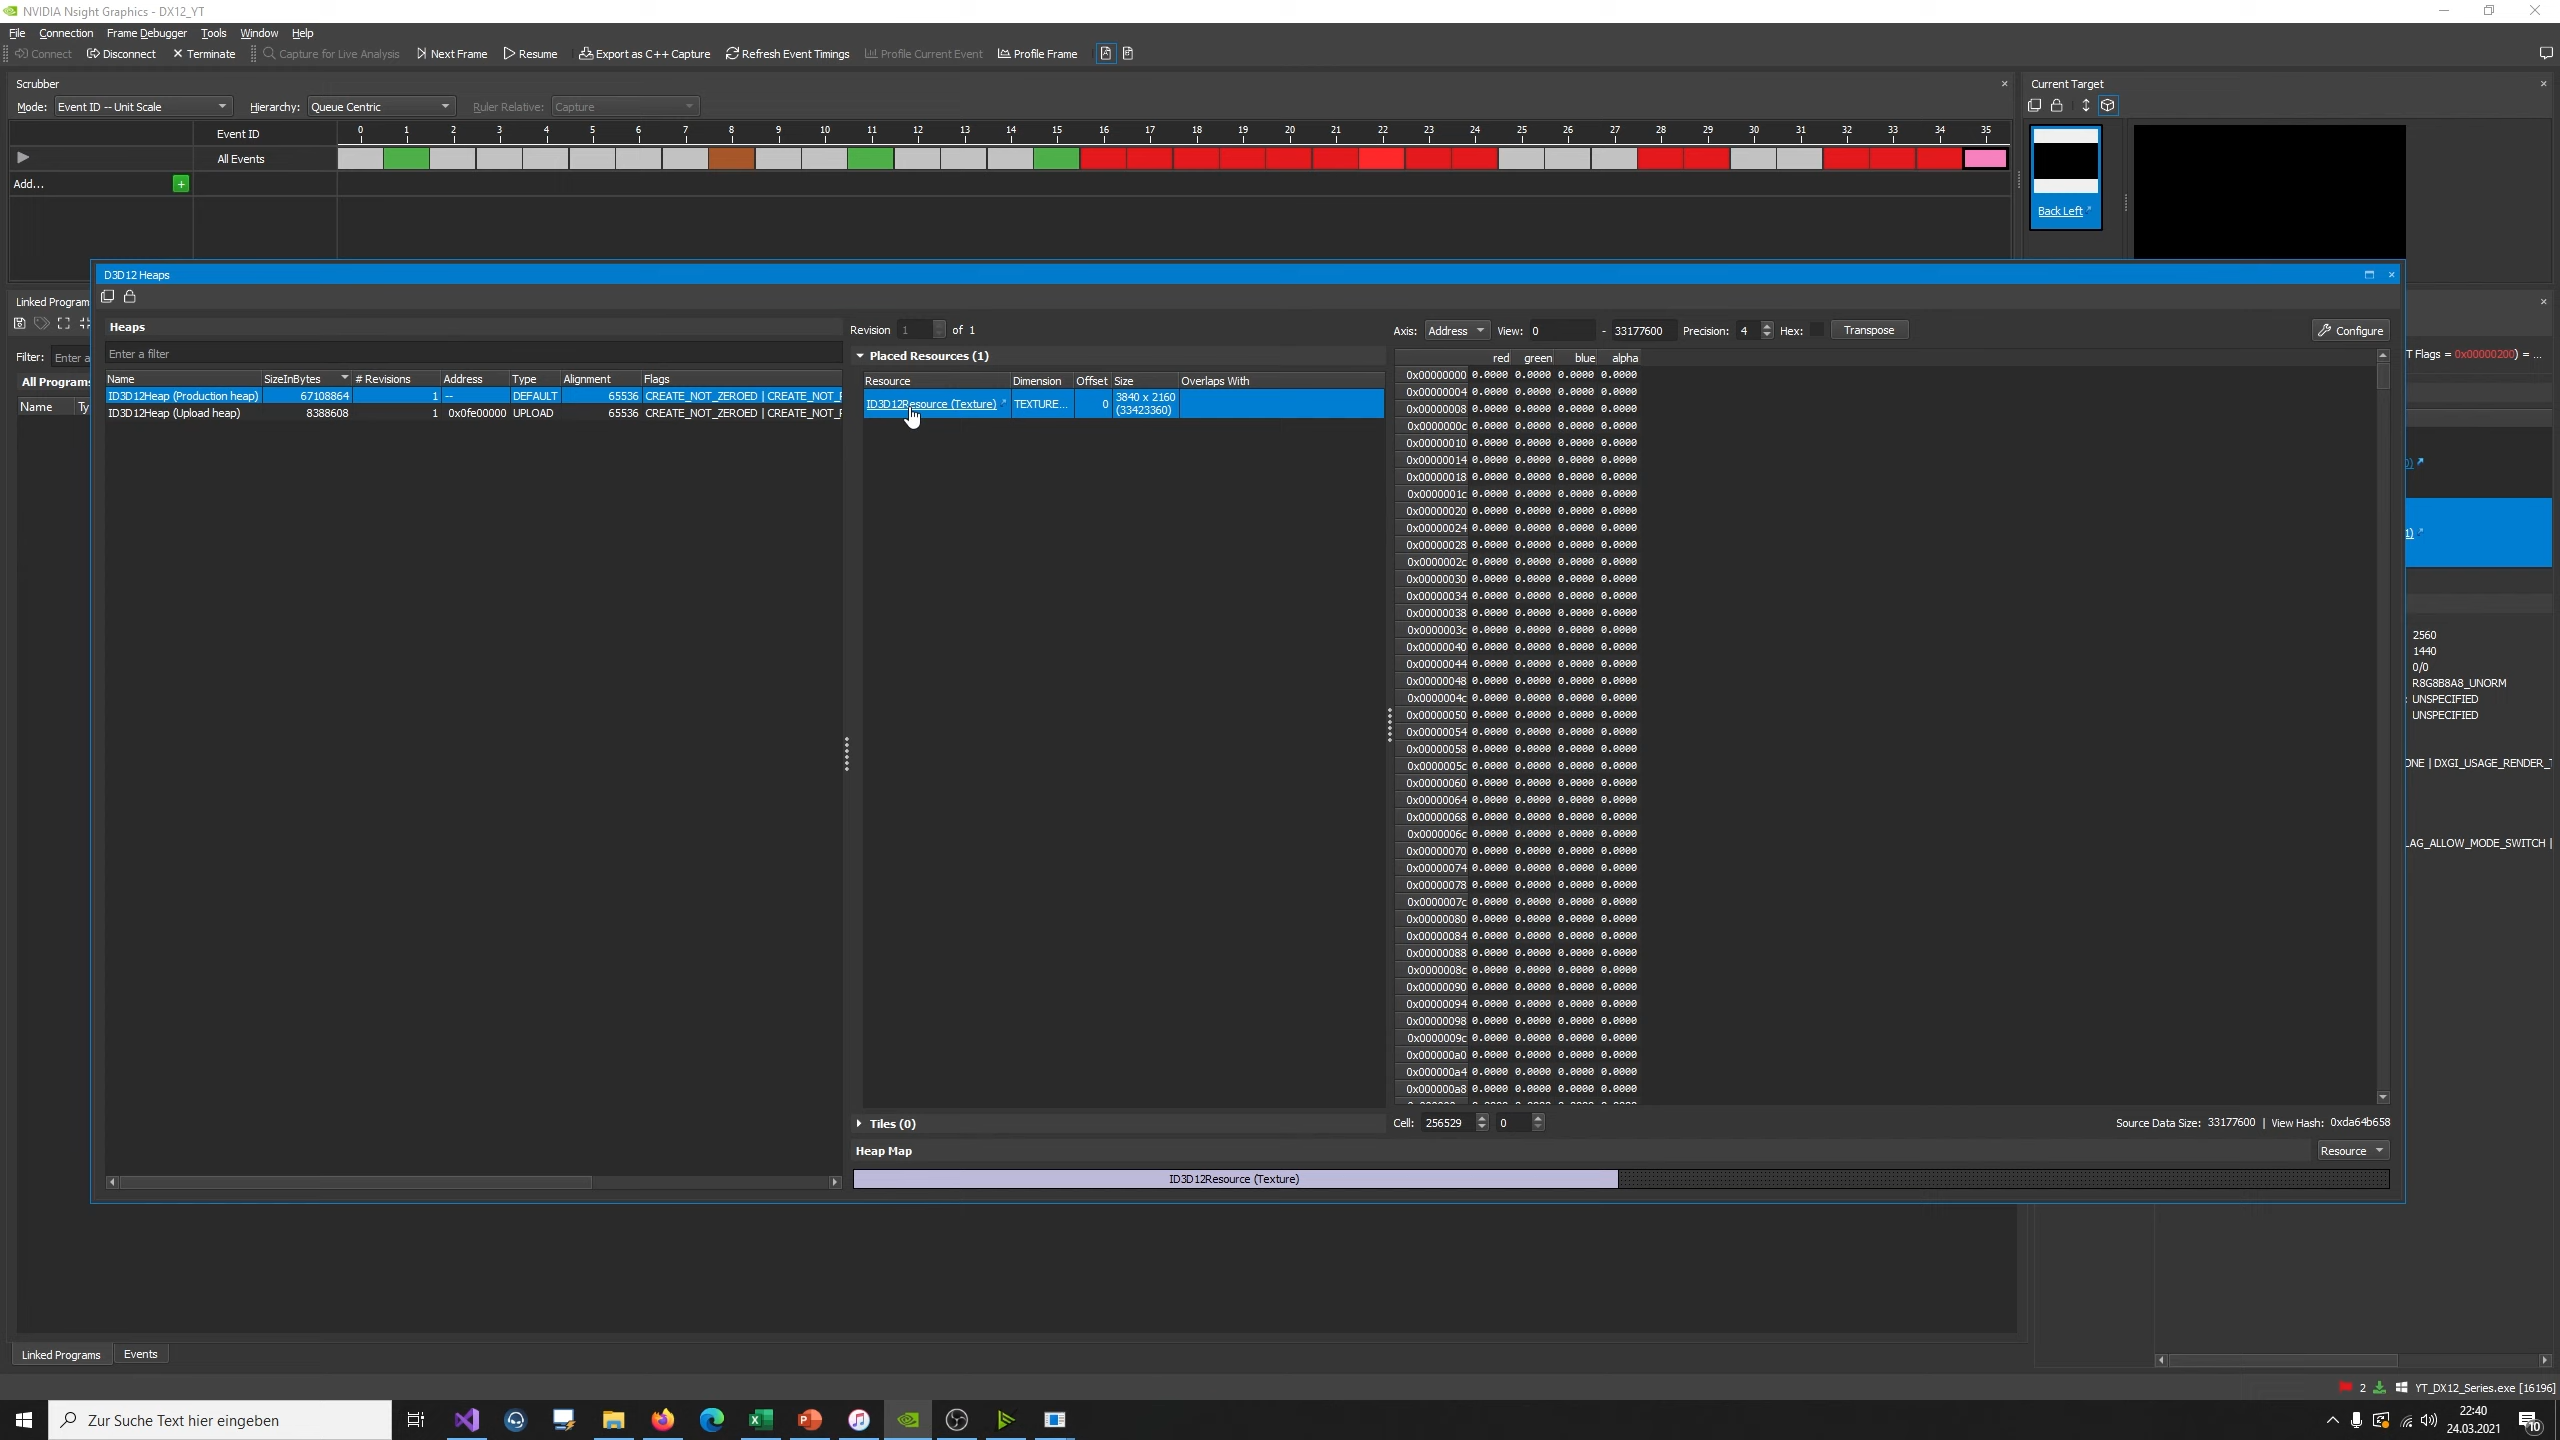 NVIDIA Nsight Graphics - DX12_YT
File Connection Frame Debugger Tools Window Help
Connect Disconnect Terminate Capture for Live Analysis Next Frame Resume Export as C++ Capture Refresh Event Timings Profile Current Event Profile Frame
Scrubber
Current Target
Mode: Event ID -- Unit Scale Hierarchy: Queue Centric Ruler Relative: Capture
Event ID 0 1 2 3 4 5 6 7 8 9 10 11 12 13 14 15 16 17 18 19 20 21 22 23 24 25 26 27 28 29 30 31 32 33 34 35
All Events
Add...
Back Left
D3D12 Heaps
Linked Program
Heaps
Revision 1 of 1
Axis: Address View: 0 - 33177600 Precision: 4 Hex: Transpose Configure
Enter a filter
Filter: Enter a
Placed Resources (1)
T Flags = 0x00000200) = ...
red green blue alpha
All Programs
Name SizeInBytes # Revisions Address Type Alignment Flags
Resource Dimension Offset Size Overlaps With
ID3D12Heap (Production heap) 67108864 1 -- DEFAULT 65536 CREATE_NOT_ZEROED | CREATE_NOT_F
ID3D12Heap (Upload heap) 8388608 1 0x0fe00000 UPLOAD 65536 CREATE_NOT_ZEROED | CREATE_NOT_F
ID3D12Resource (Texture) TEXTURE... 0 3840 x 2160
(33423360)
Name Ty
0x00000000 0.0000 0.0000 0.0000 0.0000
0x00000004 0.0000 0.0000 0.0000 0.0000
0x00000008 0.0000 0.0000 0.0000 0.0000
0x0000000c 0.0000 0.0000 0.0000 0.0000
0x00000010 0.0000 0.0000 0.0000 0.0000
0x00000014 0.0000 0.0000 0.0000 0.0000
0x00000018 0.0000 0.0000 0.0000 0.0000
0x0000001c 0.0000 0.0000 0.0000 0.0000
0x00000020 0.0000 0.0000 0.0000 0.0000
0x00000024 0.0000 0.0000 0.0000 0.0000
0x00000028 0.0000 0.0000 0.0000 0.0000
0x0000002c 0.0000 0.0000 0.0000 0.0000
0x00000030 0.0000 0.0000 0.0000 0.0000
0x00000034 0.0000 0.0000 0.0000 0.0000
0x00000038 0.0000 0.0000 0.0000 0.0000
0x0000003c 0.0000 0.0000 0.0000 0.0000
0x00000040 0.0000 0.0000 0.0000 0.0000
0x00000044 0.0000 0.0000 0.0000 0.0000
0x00000048 0.0000 0.0000 0.0000 0.0000
0x0000004c 0.0000 0.0000 0.0000 0.0000
0x00000050 0.0000 0.0000 0.0000 0.0000
0x00000054 0.0000 0.0000 0.0000 0.0000
0x00000058 0.0000 0.0000 0.0000 0.0000
0x0000005c 0.0000 0.0000 0.0000 0.0000
0x00000060 0.0000 0.0000 0.0000 0.0000
0x00000064 0.0000 0.0000 0.0000 0.0000
0x00000068 0.0000 0.0000 0.0000 0.0000
0x0000006c 0.0000 0.0000 0.0000 0.0000
0x00000070 0.0000 0.0000 0.0000 0.0000
0x00000074 0.0000 0.0000 0.0000 0.0000
0x00000078 0.0000 0.0000 0.0000 0.0000
0x0000007c 0.0000 0.0000 0.0000 0.0000
0x00000080 0.0000 0.0000 0.0000 0.0000
0x00000084 0.0000 0.0000 0.0000 0.0000
0x00000088 0.0000 0.0000 0.0000 0.0000
0x0000008c 0.0000 0.0000 0.0000 0.0000
0x00000090 0.0000 0.0000 0.0000 0.0000
0x00000094 0.0000 0.0000 0.0000 0.0000
0x00000098 0.0000 0.0000 0.0000 0.0000
0x0000009c 0.0000 0.0000 0.0000 0.0000
0x000000a0 0.0000 0.0000 0.0000 0.0000
0x000000a4 0.0000 0.0000 0.0000 0.0000
0x000000a8 0.0000 0.0000 0.0000 0.0000
2560
1440
0/0
R8G8B8A8_UNORM
UNSPECIFIED
UNSPECIFIED
ONE | DXGI_USAGE_RENDER_T
LAG_ALLOW_MODE_SWITCH |
Tiles (0)
Cell: 256529 0
Source Data Size: 33177600 | View Hash: 0xda64b658
Heap Map
Resource
ID3D12Resource (Texture)
Linked Programs Events
2 YT_DX12_Series.exe [16196]
Zur Suche Text hier eingeben
22:40
24.03.2021
10